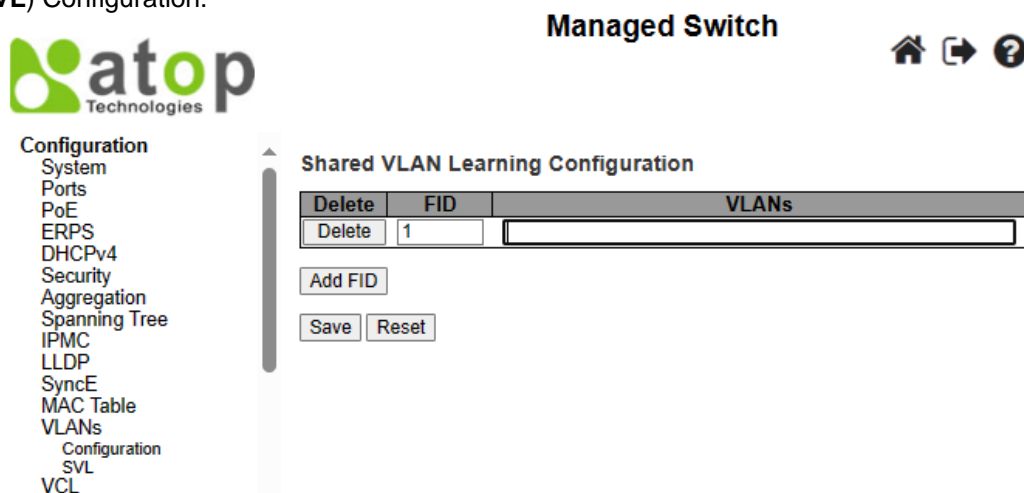 VL) Configuration.
Managed Switch
atop
Technologies
Configuration
System
Ports
PoE
ERPS
DHCPv4
Security
Aggregation
Spanning Tree
IPMC
LLDP
SyncE
MAC Table
VLANs
Configuration
SVL
VCL
Shared VLAN Learning Configuration
Delete FID VLANs
Delete 1
Add FID
Save Reset